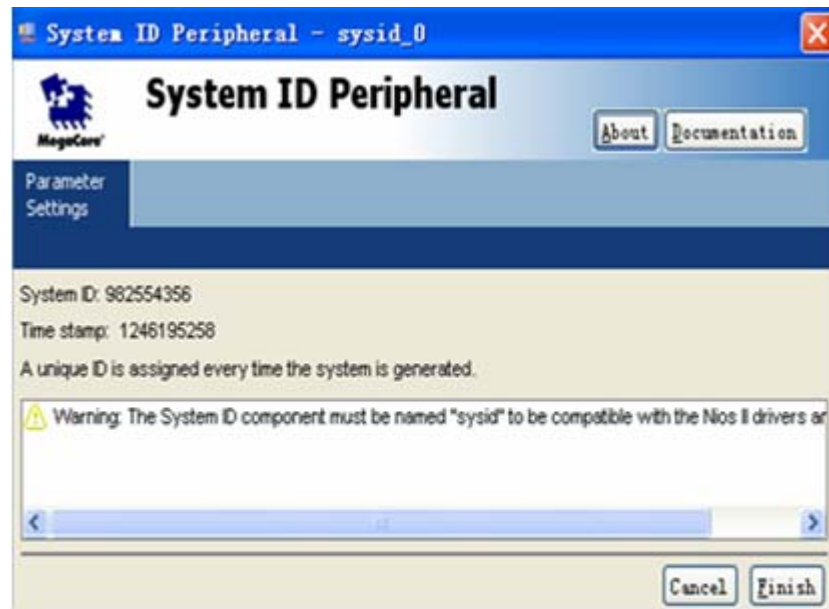 System ID Peripheral - sysid_0
System ID Peripheral
MegaCore'
About
Documentation
Parameter
Settings
System ID: 982554356
Time stamp: 1246195258
A unique ID is assigned every time the system is generated.
Warning: The System ID component must be named "sysid" to be compatible with the Nios II drivers ar
Cancel
Finish